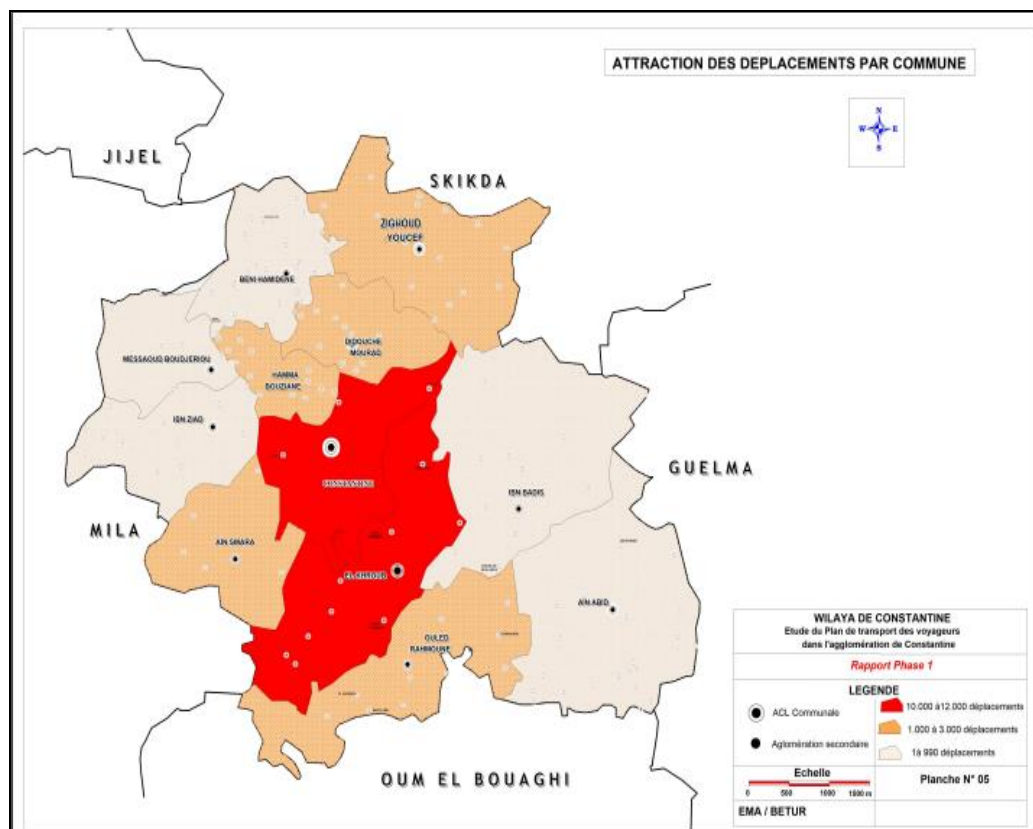 ATTRACTION DES DEPLACEMENTS PAR COMMUNE
N
W E
S
JIJEL
SKIKDA
ZIGHOUD
YOUCEF
BENI HAMIDENE
DIDOUCHE
MOURAD
MESSAOUD BOUDJERIOU
HAMMA
BOUZIANE
IBN ZIAD
GUELMA
CONSTANTINE
IBN BADIS
MILA
AIN SMARA
EL KHROUB
AIN ABID
OULED
RAHMOUNE
OUM EL BOUAGHI
WILAYA DE CONSTANTINE
Etude du Plan de transport des voyageurs
dans l'agglomération de Constantine
Rapport Phase 1
LEGENDE
ACL Communale
Aglomération secondaire
10.000 à12.000 déplacements
1.000 à 3.000 déplacements
1à 990 déplacements
Echelle
0 500 1000 1500 m
Planche N° 05
EMA / BETUR